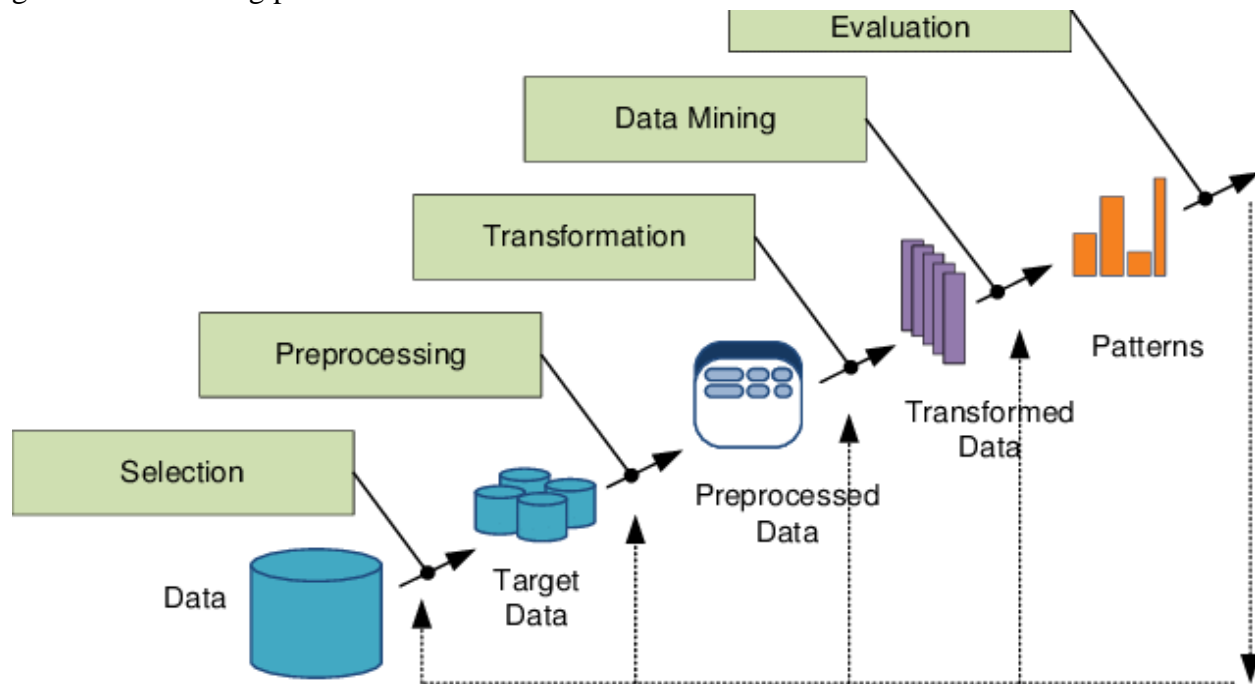 Evaluation
Data Mining
Transformation
Preprocessing
Patterns
Transformed
Data
Selection
Preprocessed
Data
Target
Data
Data